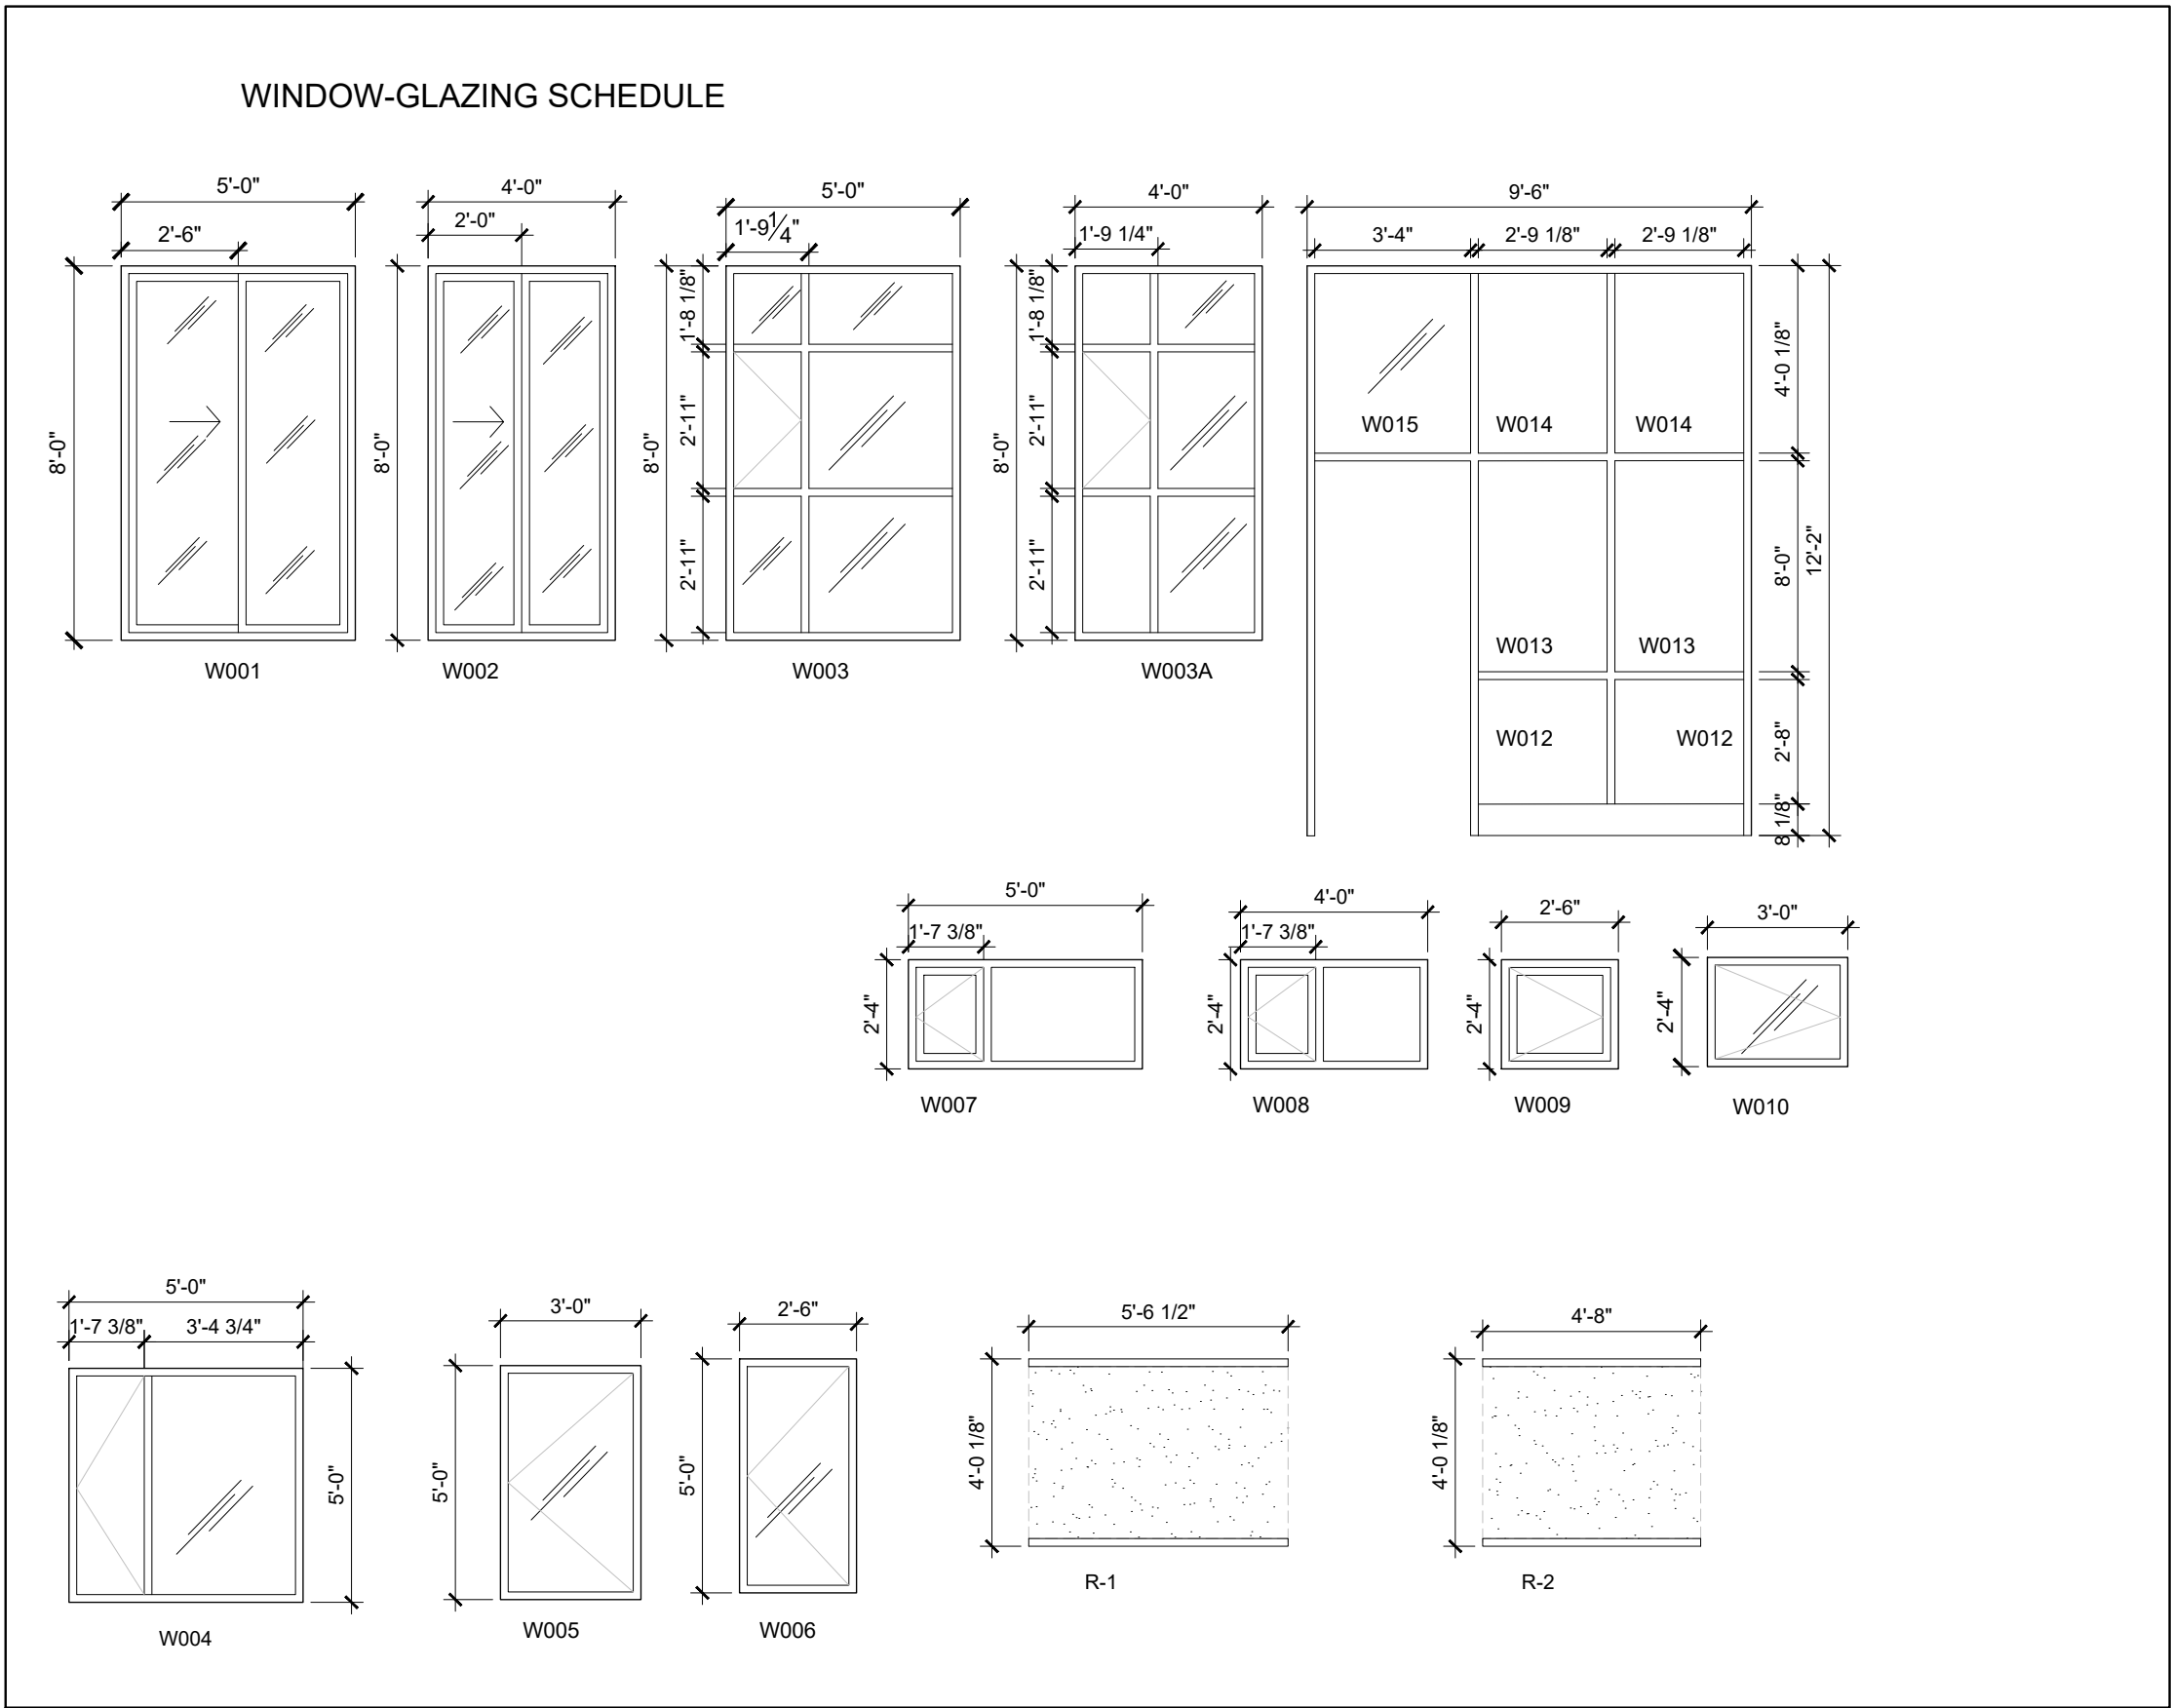 WINDOW-GLAZING SCHEDULE
5'-0"
2'-6"
8'-0"
W001
4'-0"
2'-0"
8'-0"
W002
5'-0"
1'-9 1/4"
1'-8 1/8"
2'-11"
2'-11"
8'-0"
W003
4'-0"
1'-9 1/4"
1'-8 1/8"
2'-11"
2'-11"
8'-0"
W003A
9'-6"
3'-4" 2'-9 1/8" 2'-9 1/8"
W015 W014 W014
W013 W013
W012 W012
4'-0 1/8"
8'-0"
2'-8"
8 1/8"
12'-2"
5'-0"
1'-7 3/8"
2'-4"
W007
4'-0"
1'-7 3/8"
2'-4"
W008
2'-6"
2'-4"
W009
3'-0"
2'-4"
W010
5'-0"
1'-7 3/8" 3'-4 3/4"
5'-0"
W004
3'-0"
5'-0"
W005
2'-6"
5'-0"
W006
5'-6 1/2"
4'-0 1/8"
R-1
4'-8"
4'-0 1/8"
R-2